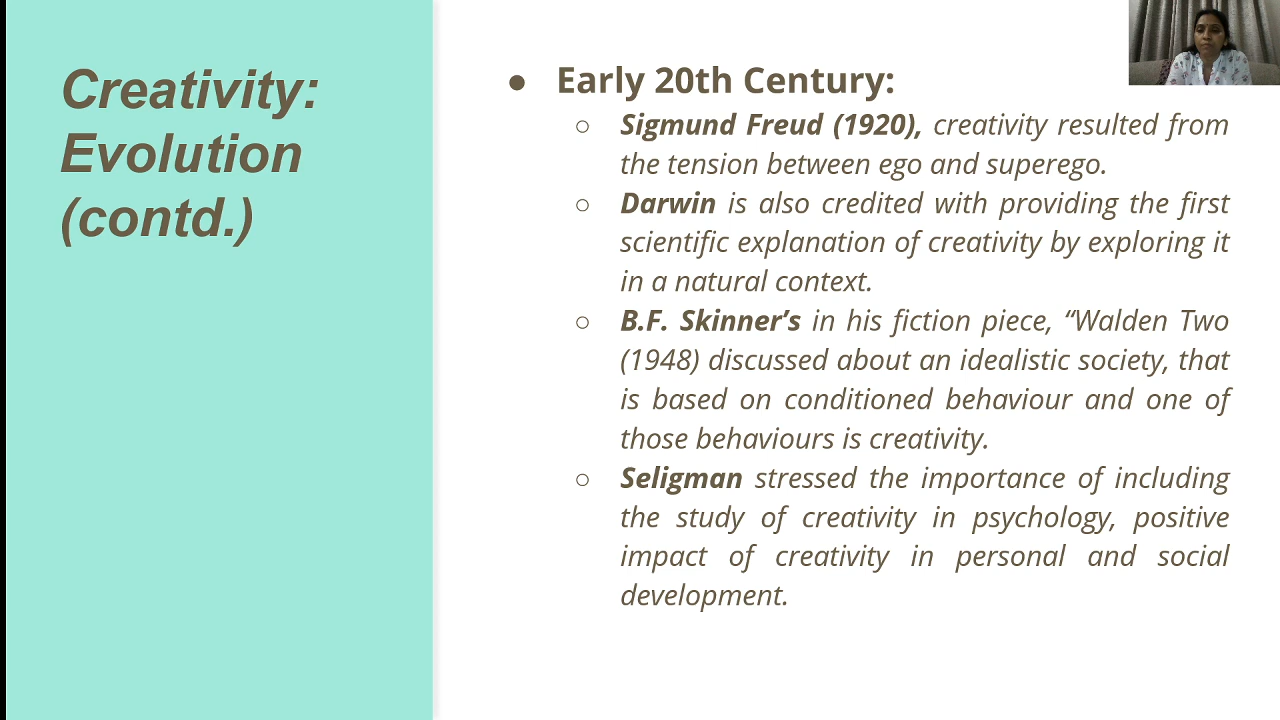 Creativity:
Evolution
(contd.)
● Early 20th Century:
○ Sigmund Freud (1920), creativity resulted from
the tension between ego and superego.
○ Darwin is also credited with providing the first
scientific explanation of creativity by exploring it
in a natural context.
○ B.F. Skinner’s in his fiction piece, “Walden Two
(1948) discussed about an idealistic society, that
is based on conditioned behaviour and one of
those behaviours is creativity.
○ Seligman stressed the importance of including
the study of creativity in psychology, positive
impact of creativity in personal and social
development.